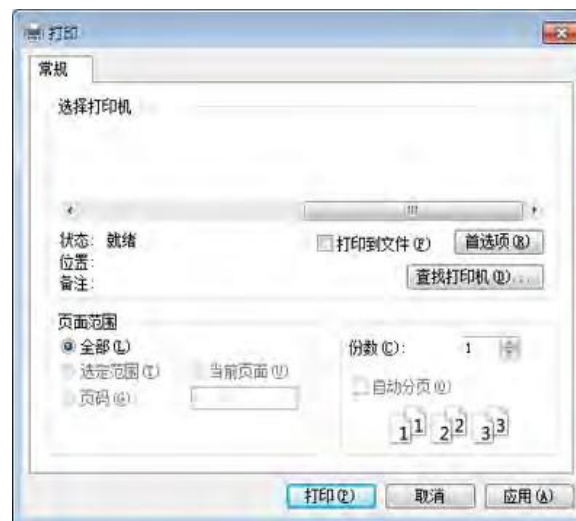 打印
常规
选择打印机
状态: 就绪
位置:
备注:
打印到文件(F)
首选项(R)
查找打印机(D)...
页面范围
全部(L)
选定范围(T)
当前页面(U)
页码(G)
份数(C): 1
自动分页(O)
11 22 33
打印(P)
取消
应用(A)